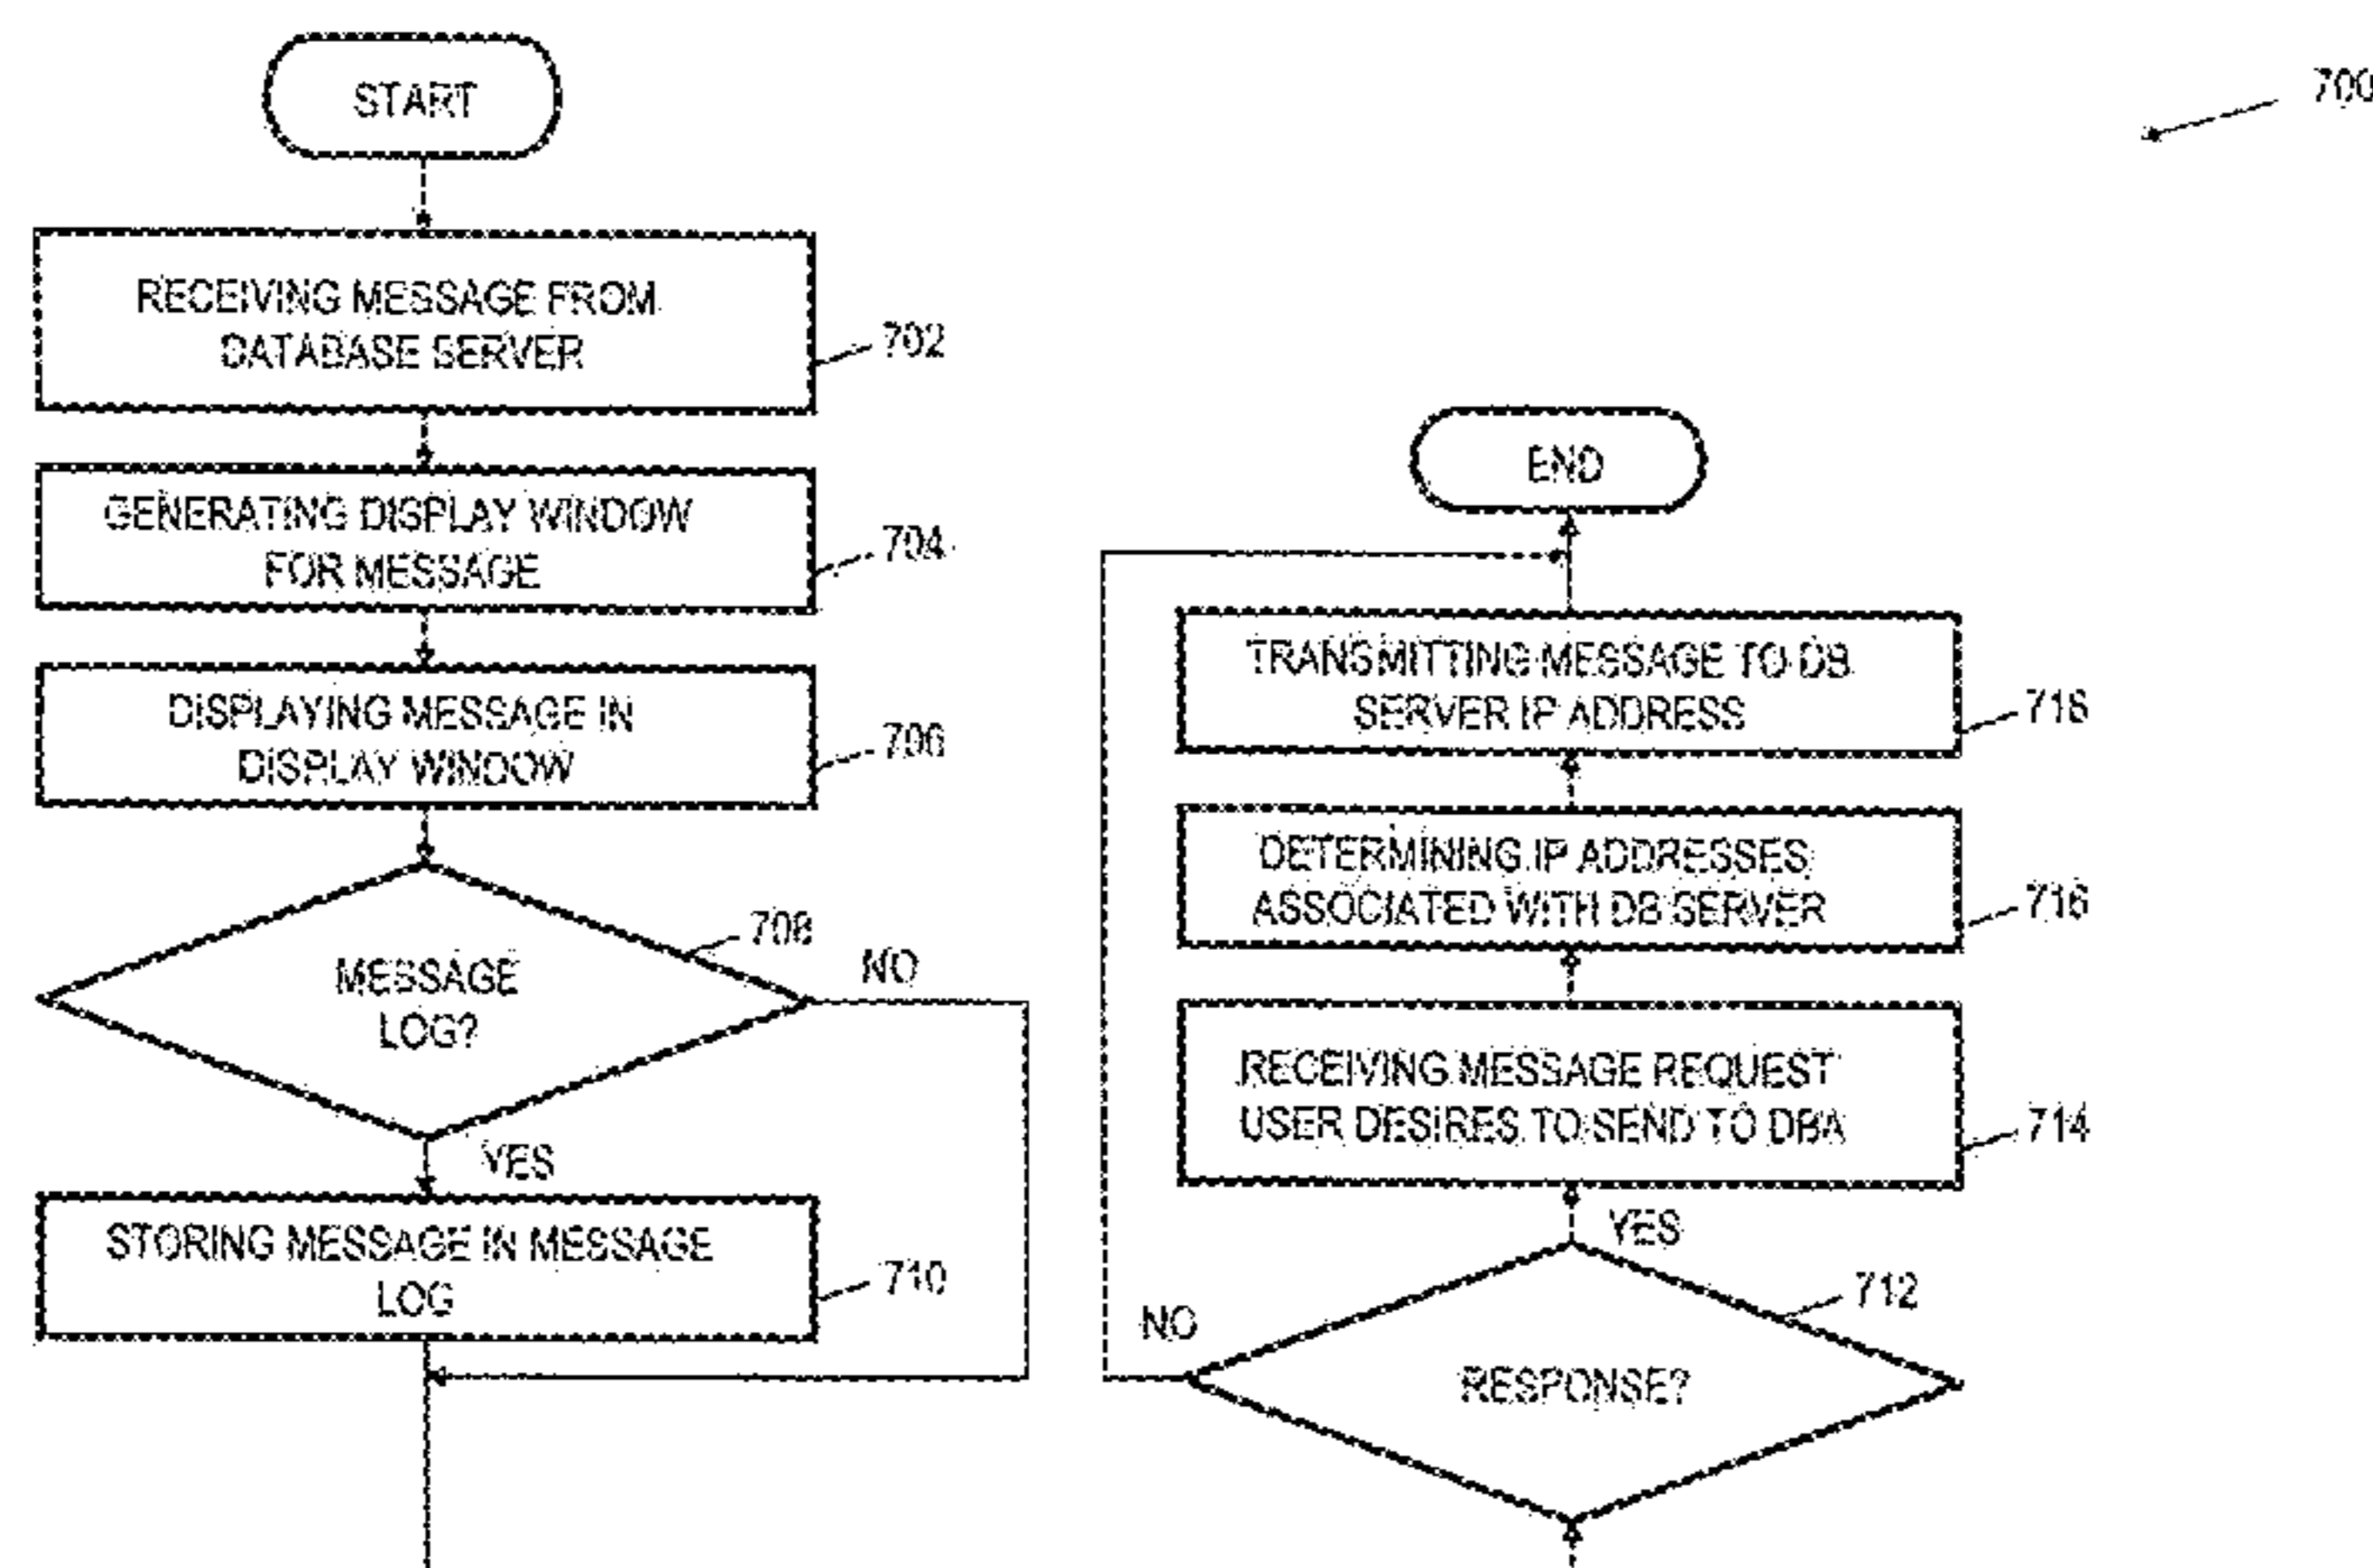 START
700
RECEIVING MESSAGE FROM
DATABASE SERVER
702
GENERATING DISPLAY WINDOW
FOR MESSAGE
704
DISPLAYING MESSAGE IN
DISPLAY WINDOW
706
MESSAGE
LOG?
708
NO
YES
STORING MESSAGE IN MESSAGE
LOG
710
RESPONSE?
712
NO
YES
RECEIVING MESSAGE REQUEST
USER DESIRES TO SEND TO DBA
714
DETERMINING IP ADDRESSES
ASSOCIATED WITH DB SERVER
716
TRANSMITTING MESSAGE TO DB
SERVER IP ADDRESS
718
END